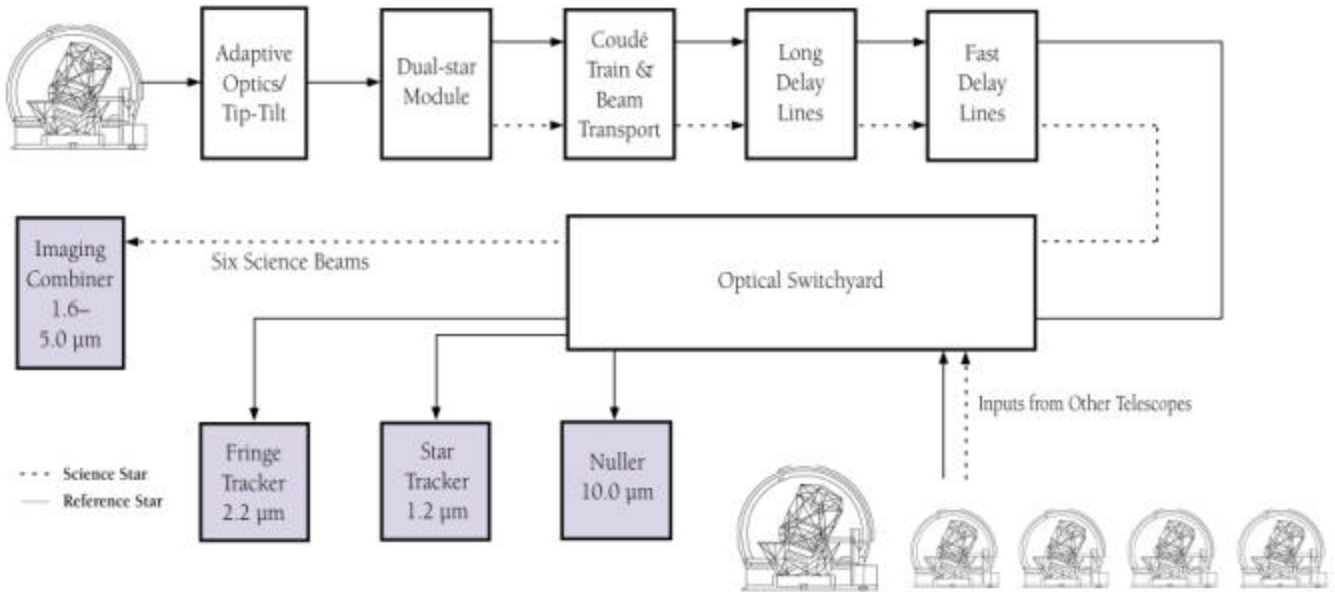 Adaptive
Optics/
Tip-Tilt
Dual-star
Module
Coudé
Train &
Beam
Transport
Long
Delay
Lines
Fast
Delay
Lines
Imaging
Combiner
1.6–
5.0 µm
Six Science Beams
Optical Switchyard
Inputs from Other Telescopes
Fringe
Tracker
2.2 µm
Star
Tracker
1.2 µm
Nuller
10.0 µm
Science Star
Reference Star